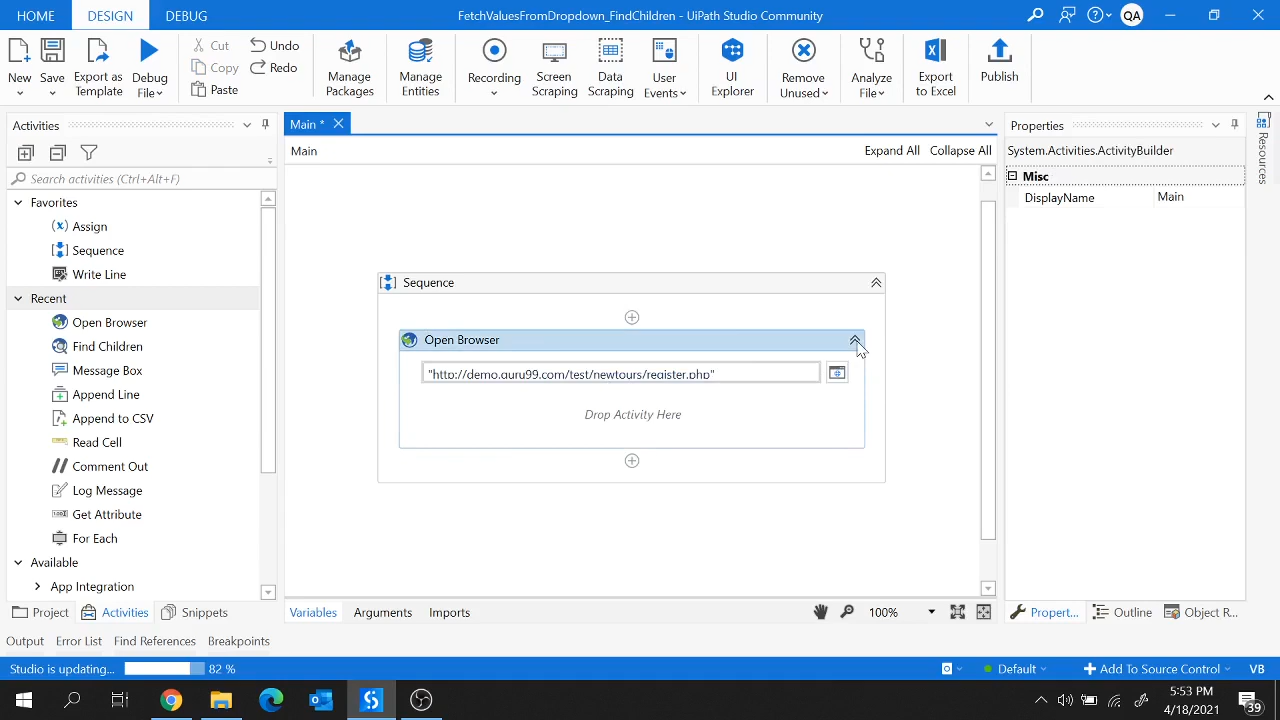 HOME DESIGN DEBUG FetchValuesFromDropdown_FindChildren - UiPath Studio Community QA
New Save Export as Template Debug File Cut Copy Paste Undo Redo Manage Packages Manage Entities Recording Screen Scraping Data Scraping User Events UI Explorer Remove Unused Analyze File Export to Excel Publish
Activities
Search activities (Ctrl+Alt+F)
Favorites
Assign
Sequence
Write Line
Recent
Open Browser
Find Children
Message Box
Append Line
Append to CSV
Read Cell
Comment Out
Log Message
Get Attribute
For Each
Available
App Integration
Project Activities Snippets
Main *
Main Expand All Collapse All
Sequence
Open Browser
"http://demo.guru99.com/test/newtours/register.php"
Drop Activity Here
Variables Arguments Imports 100%
Properties
System.Activities.ActivityBuilder
Misc
DisplayName Main
Propert... Outline Object R...
Resources
Output Error List Find References Breakpoints
Studio is updating... 82 % Default Add To Source Control VB
5:53 PM
4/18/2021
39